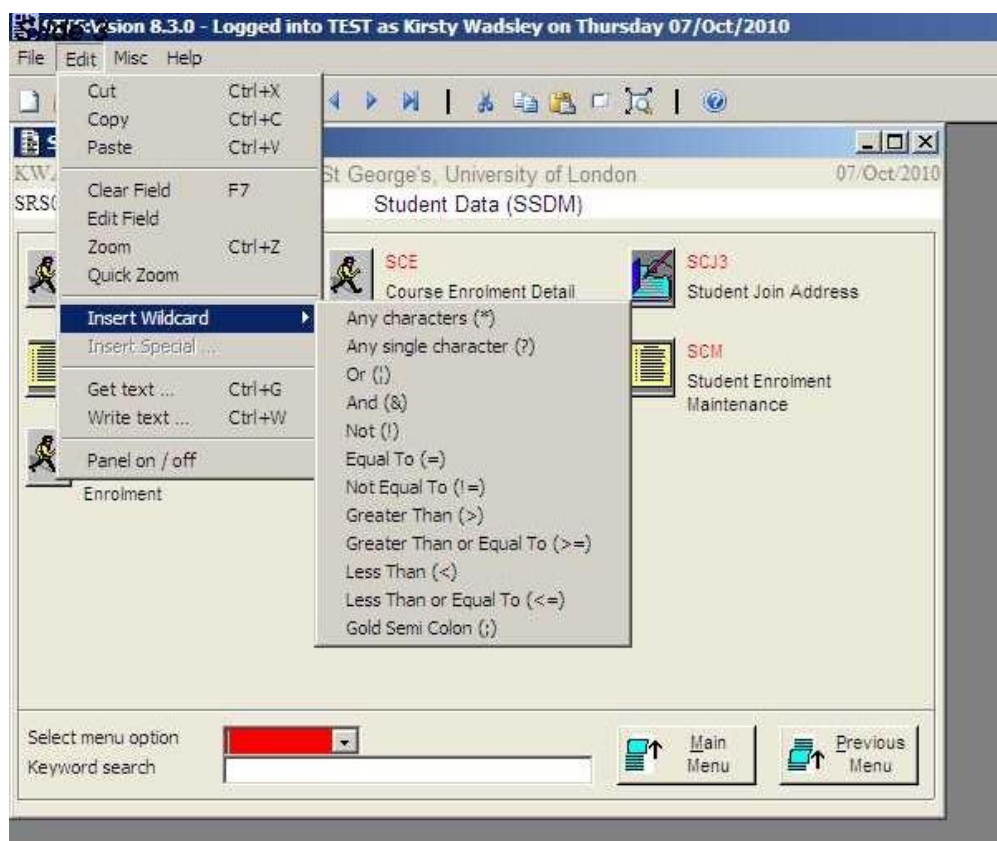 Slide 3
Vision 8.3.0 - Logged into TEST as Kirsty Wadsley on Thursday 07/Oct/2010
File Edit Misc Help
Cut Ctrl+X
Copy Ctrl+C
Paste Ctrl+V
Clear Field F7
Edit Field
Zoom Ctrl+Z
Quick Zoom
Insert Wildcard
Insert Special ...
Get text ... Ctrl+G
Write text ... Ctrl+W
Panel on / off
Any characters (*)
Any single character (?)
Or (¦)
And (&)
Not (!)
Equal To (=)
Not Equal To (!=)
Greater Than (>)
Greater Than or Equal To (>=)
Less Than (<)
Less Than or Equal To (<=)
Gold Semi Colon (;)
St George's, University of London 07/Oct/2010
Student Data (SSDM)
SCE
Course Enrolment Detail
SCJ3
Student Join Address
SCM
Student Enrolment
Maintenance
Enrolment
Select menu option
Keyword search
Main
Menu
Previous
Menu